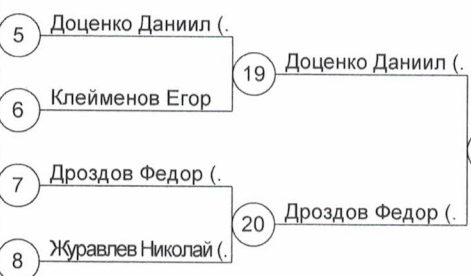 5 Доценко Даниил (.
19 Доценко Даниил (.
6 Клейменов Егор
7 Дроздов Федор (.
20 Дроздов Федор (.
8 Журавлев Николай (.